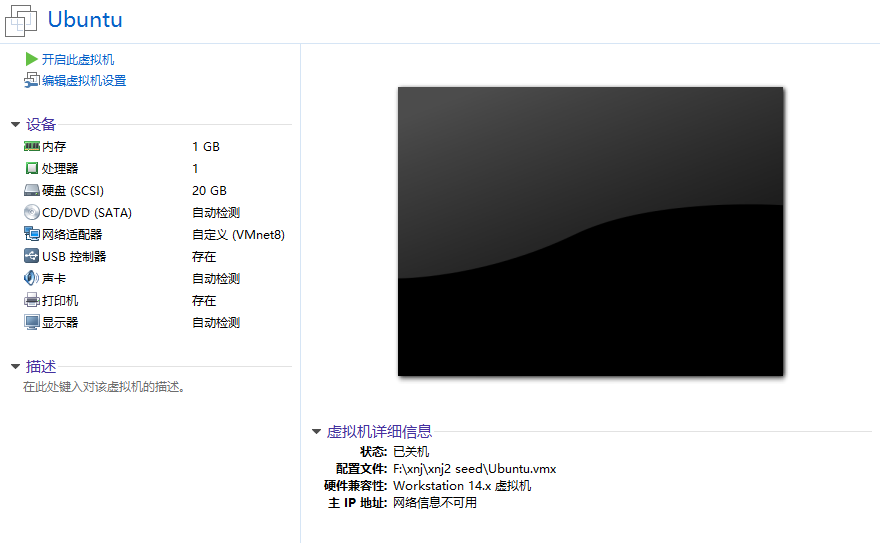 Ubuntu
开启此虚拟机
编辑虚拟机设置
设备
内存 1 GB
处理器 1
硬盘 (SCSI) 20 GB
CD/DVD (SATA) 自动检测
网络适配器 自定义 (VMnet8)
USB 控制器 存在
声卡 自动检测
打印机 存在
显示器 自动检测
描述
在此处键入对该虚拟机的描述。
虚拟机详细信息
状态: 已关机
配置文件: F:\xnj\xnj2 seed\Ubuntu.vmx
硬件兼容性: Workstation 14.x 虚拟机
主 IP 地址: 网络信息不可用